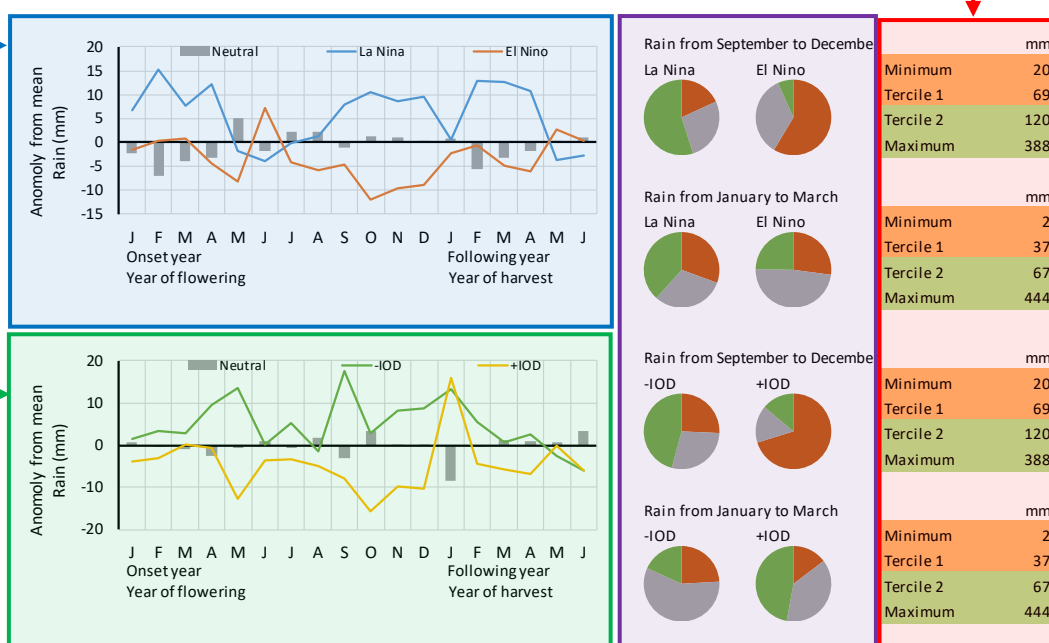 20
15
10
5
0
-5
-10
-15
Anomoly from mean
Rain (mm)
Neutral
La Nina
El Nino
J F M A M J J A S O N D J F M A M J
Onset year
Year of flowering
Following year
Year of harvest
20
10
0
-10
-20
Anomoly from mean
Rain (mm)
Neutral
-IOD
+IOD
J F M A M J J A S O N D J F M A M J
Onset year
Year of flowering
Following year
Year of harvest
Rain from September to Decembe
La Nina El Nino
mm
Minimum 20
Tercile 1 69
Tercile 2 120
Maximum 388
Rain from January to March
La Nina El Nino
mm
Minimum 2
Tercile 1 37
Tercile 2 67
Maximum 444
Rain from September to Decembe
-IOD +IOD
mm
Minimum 20
Tercile 1 69
Tercile 2 120
Maximum 388
Rain from January to March
-IOD +IOD
mm
Minimum 2
Tercile 1 37
Tercile 2 67
Maximum 444